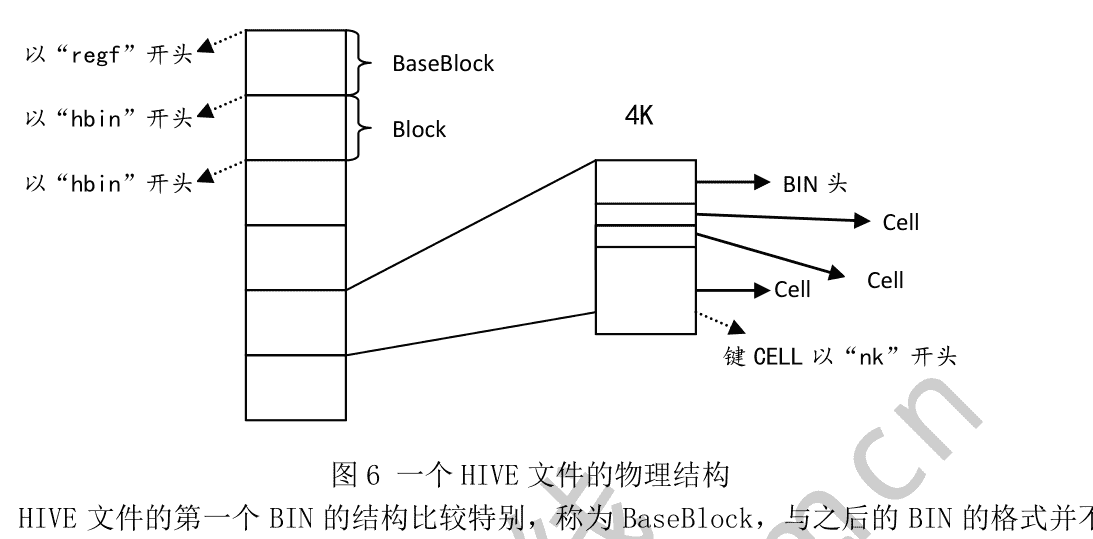 以“regf”开头
BaseBlock
以“hbin”开头
Block
4K
以“hbin”开头
BIN 头
Cell
Cell
Cell
键 CELL 以“nk”开头
图 6 一个 HIVE 文件的物理结构
HIVE 文件的第一个 BIN 的结构比较特别，称为 BaseBlock，与之后的 BIN 的格式并不
线
m.cn